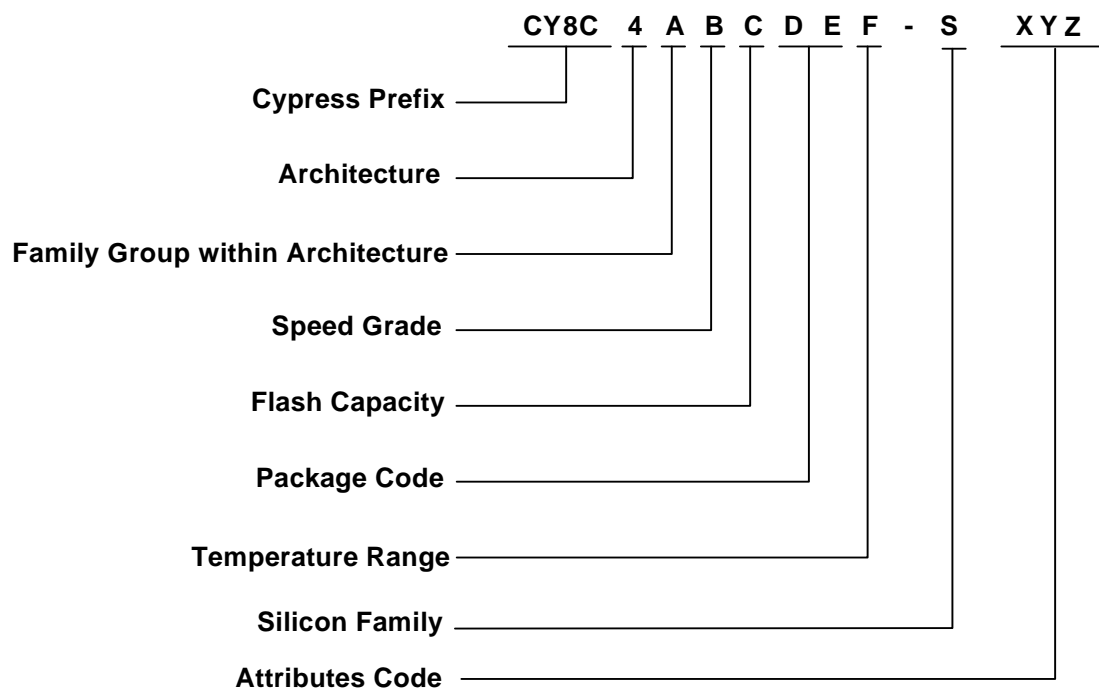 CY8C 4 A B C D E F - S X Y Z
Cypress Prefix
Architecture
Family Group within Architecture
Speed Grade
Flash Capacity
Package Code
Temperature Range
Silicon Family
Attributes Code